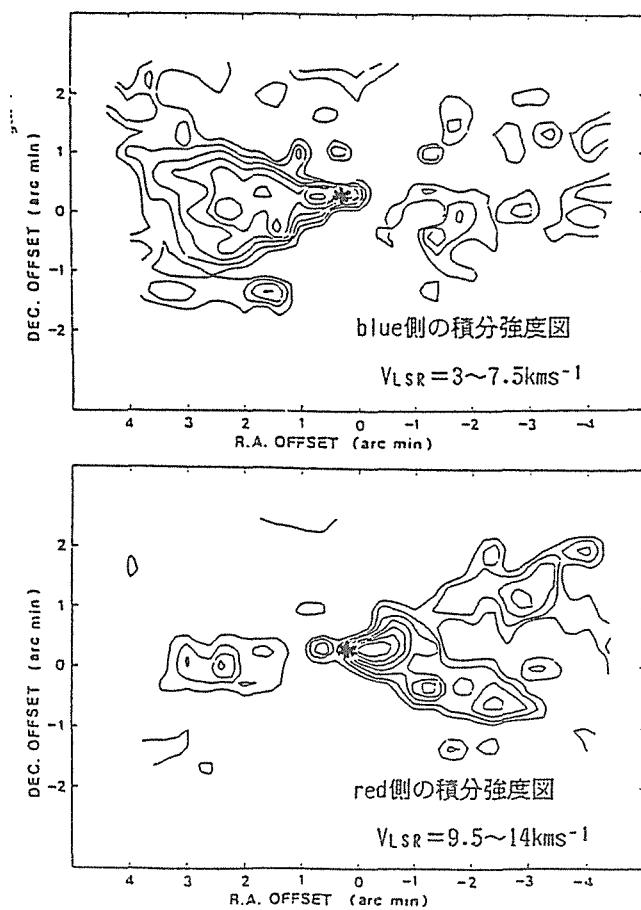 2
1
0
-1
-2
DEC. OFFSET (arc min)
blue側の積分強度図
VLSR=3~7.5kms⁻¹
4 3 2 1 0 -1 -2 -3 -4
R.A. OFFSET (arc min)
2
1
0
-1
-2
DEC. OFFSET (arc min)
red側の積分強度図
VLSR=9.5~14kms⁻¹
4 3 2 1 0 -1 -2 -3 -4
R.A. OFFSET (arc min)